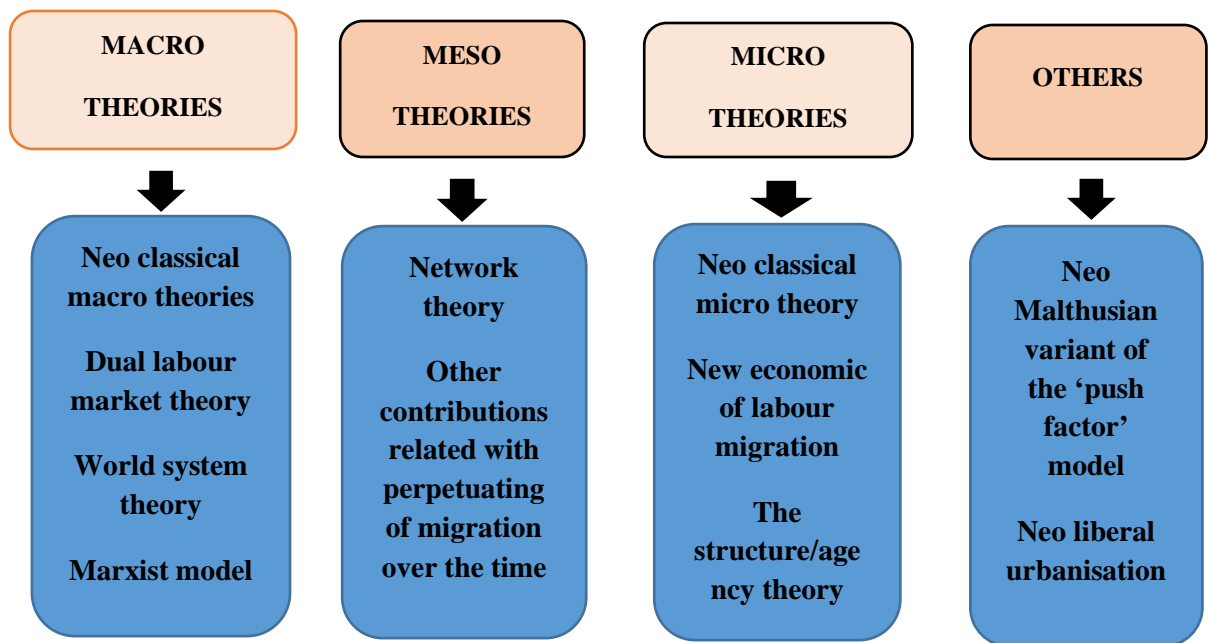 MACRO
THEORIES
MESO
THEORIES
MICRO
THEORIES
OTHERS
Neo classical
macro theories
Dual labour
market theory
World system
theory
Marxist model
Network
theory
Other
contributions
related with
perpetuating
of migration
over the time
Neo classical
micro theory
New economic
of labour
migration
The
structure/age
ncy theory
Neo
Malthusian
variant of
the ‘push
factor’
model
Neo liberal
urbanisation